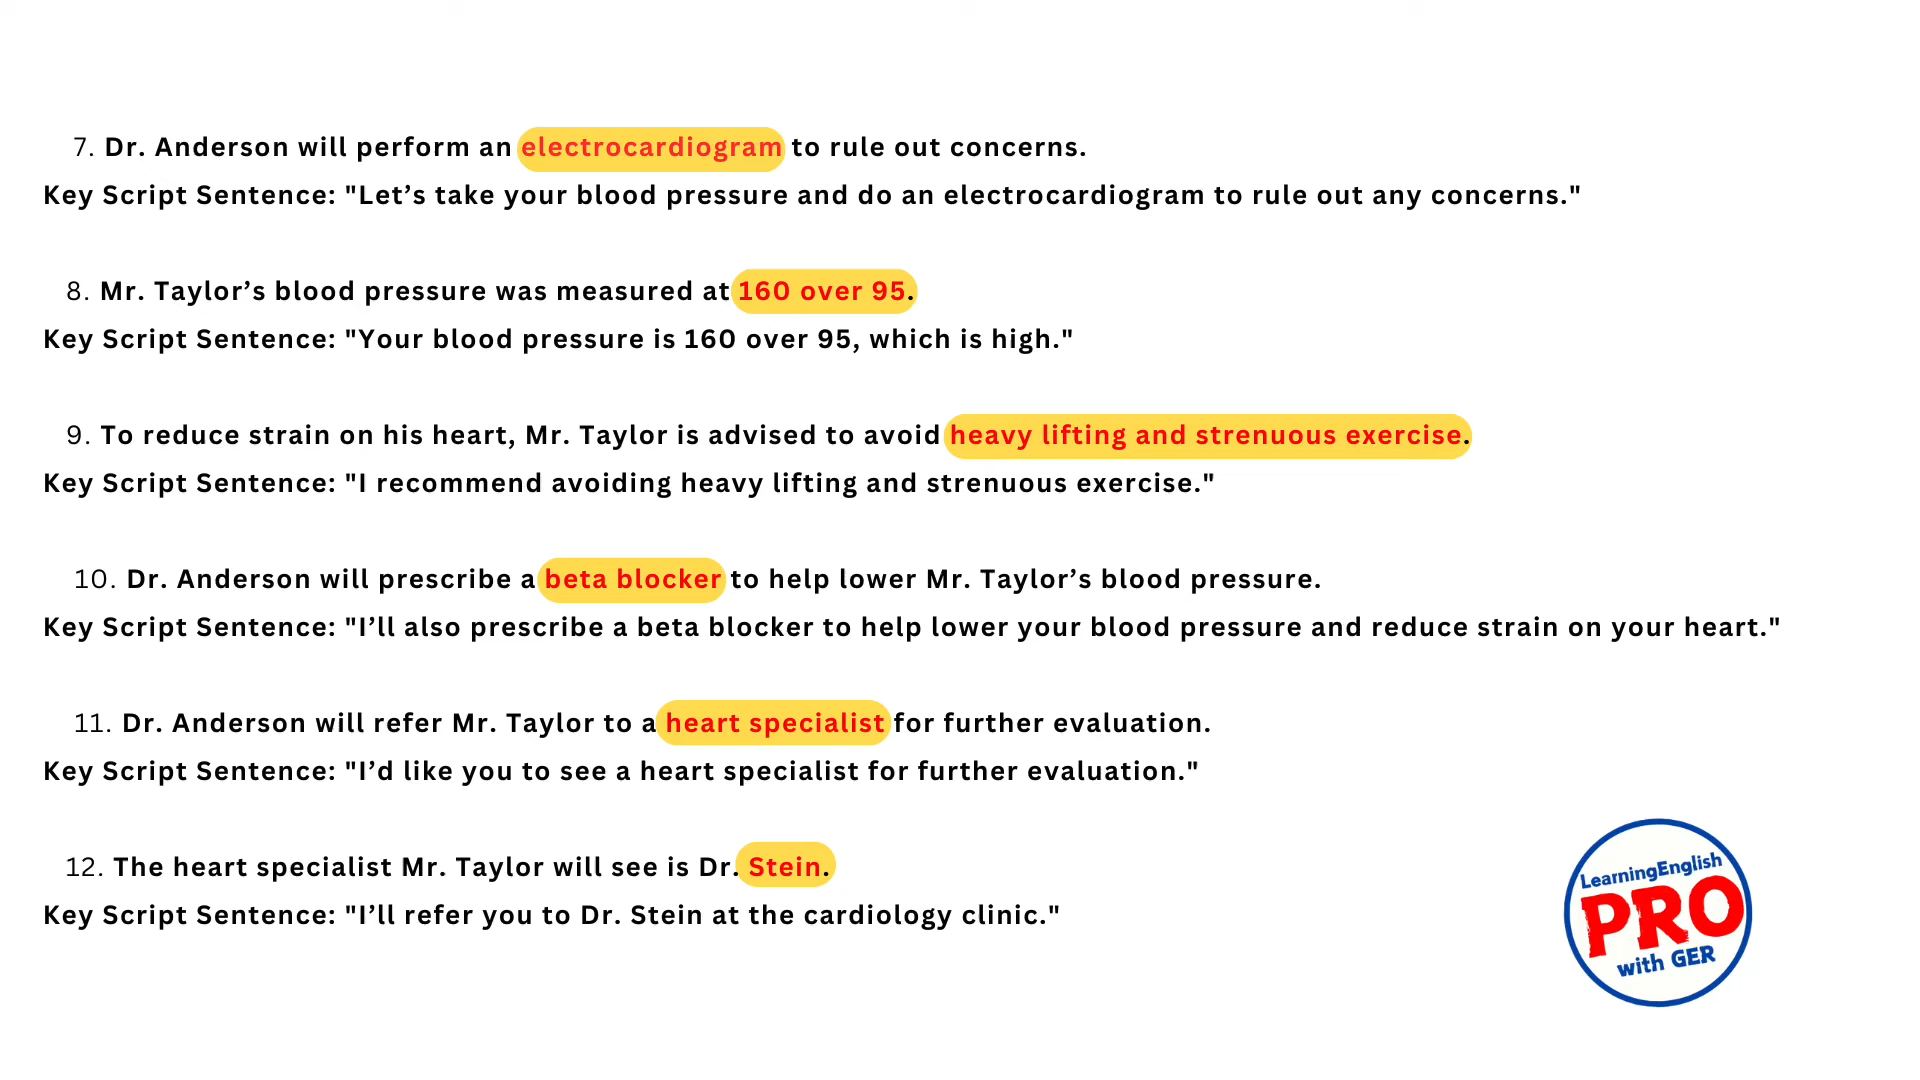 7. Dr. Anderson will perform an electrocardiogram to rule out concerns.
Key Script Sentence: "Let’s take your blood pressure and do an electrocardiogram to rule out any concerns."
8. Mr. Taylor’s blood pressure was measured at 160 over 95.
Key Script Sentence: "Your blood pressure is 160 over 95, which is high."
9. To reduce strain on his heart, Mr. Taylor is advised to avoid heavy lifting and strenuous exercise.
Key Script Sentence: "I recommend avoiding heavy lifting and strenuous exercise."
10. Dr. Anderson will prescribe a beta blocker to help lower Mr. Taylor’s blood pressure.
Key Script Sentence: "I’ll also prescribe a beta blocker to help lower your blood pressure and reduce strain on your heart."
11. Dr. Anderson will refer Mr. Taylor to a heart specialist for further evaluation.
Key Script Sentence: "I’d like you to see a heart specialist for further evaluation."
12. The heart specialist Mr. Taylor will see is Dr. Stein.
Key Script Sentence: "I’ll refer you to Dr. Stein at the cardiology clinic."
LearningEnglish
PRO
with GER